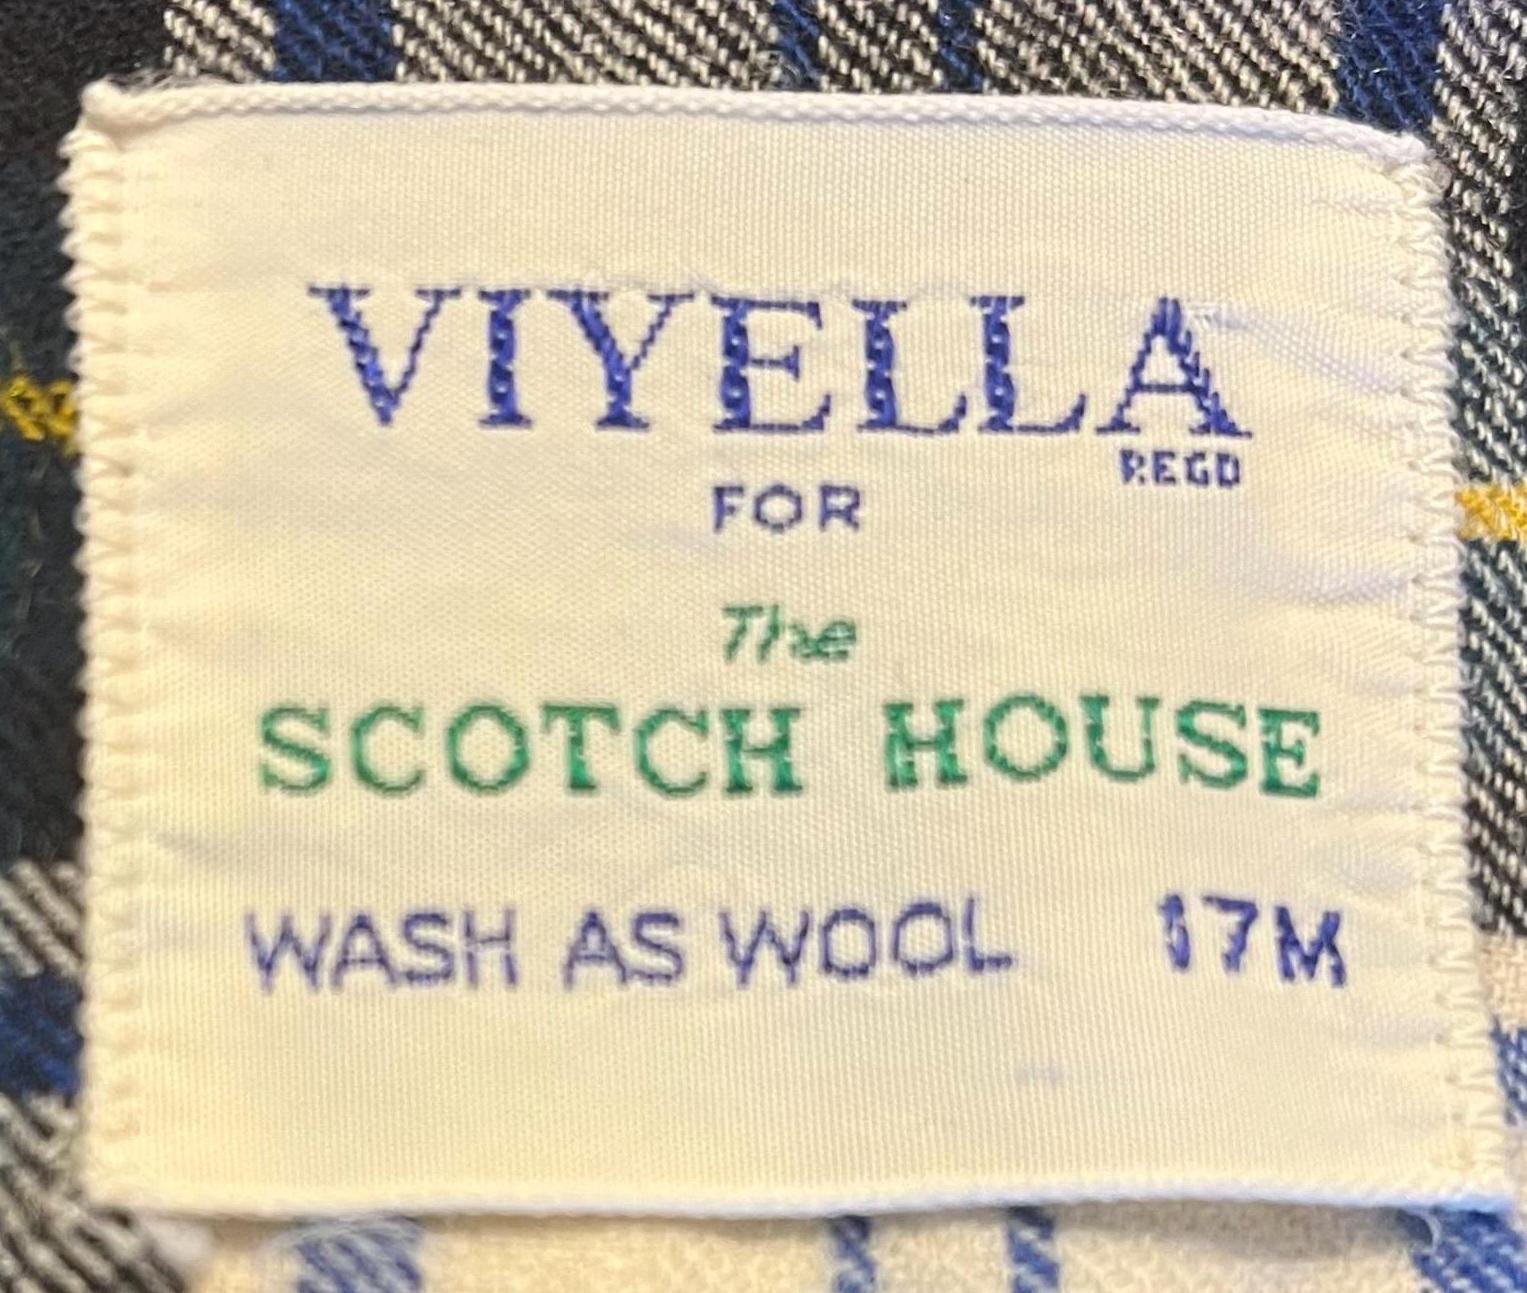 VIYELLA
REGD
FOR
The
SCOTCH HOUSE
WASH AS WOOL 17M